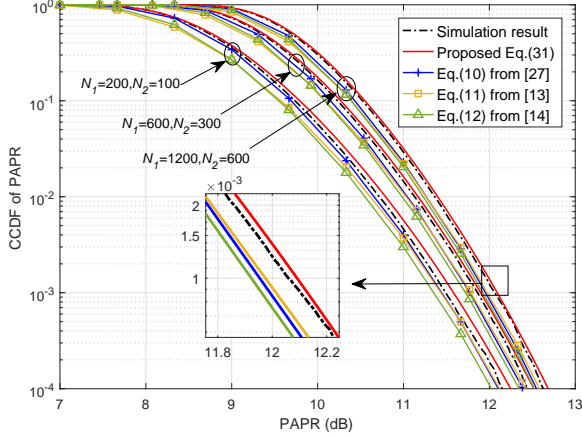 10^0
10^-1
10^-2
10^-3
10^-4
CCDF of PAPR
7 8 9 10 11 12 13
PAPR (dB)
Simulation result
Proposed Eq.(31)
Eq.(10) from [27]
Eq.(11) from [13]
Eq.(12) from [14]
N1=200,N2=100
N1=600,N2=300
N1=1200,N2=600
× 10^-3
2
1.5
1
11.8 12 12.2